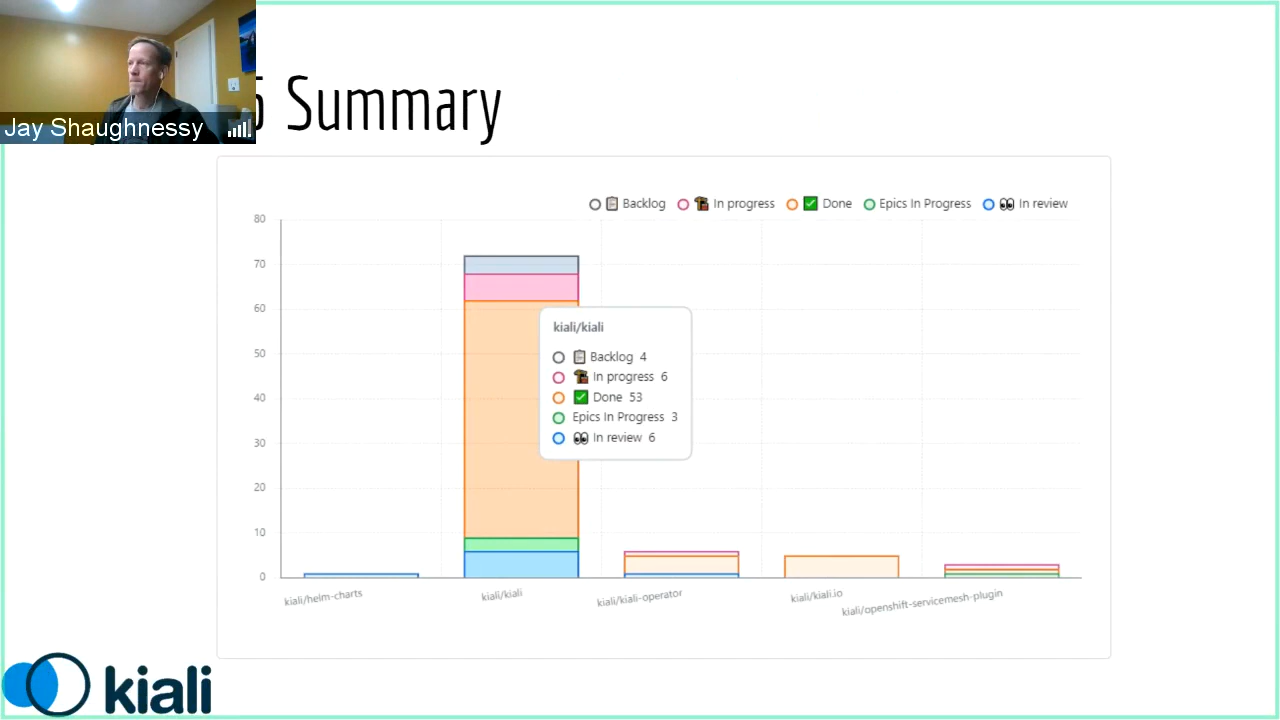 Jay Shaughnessy
Summary
Backlog In progress Done Epics In Progress In review
80
70
60
50
40
30
20
10
0
kiali/kiali
Backlog 4
In progress 6
Done 53
Epics In Progress 3
In review 6
kiali/helm-charts
kiali/kiali
kiali/kiali-operator
kiali/kiali.io
kiali/openshift-servicemesh-plugin
kiali